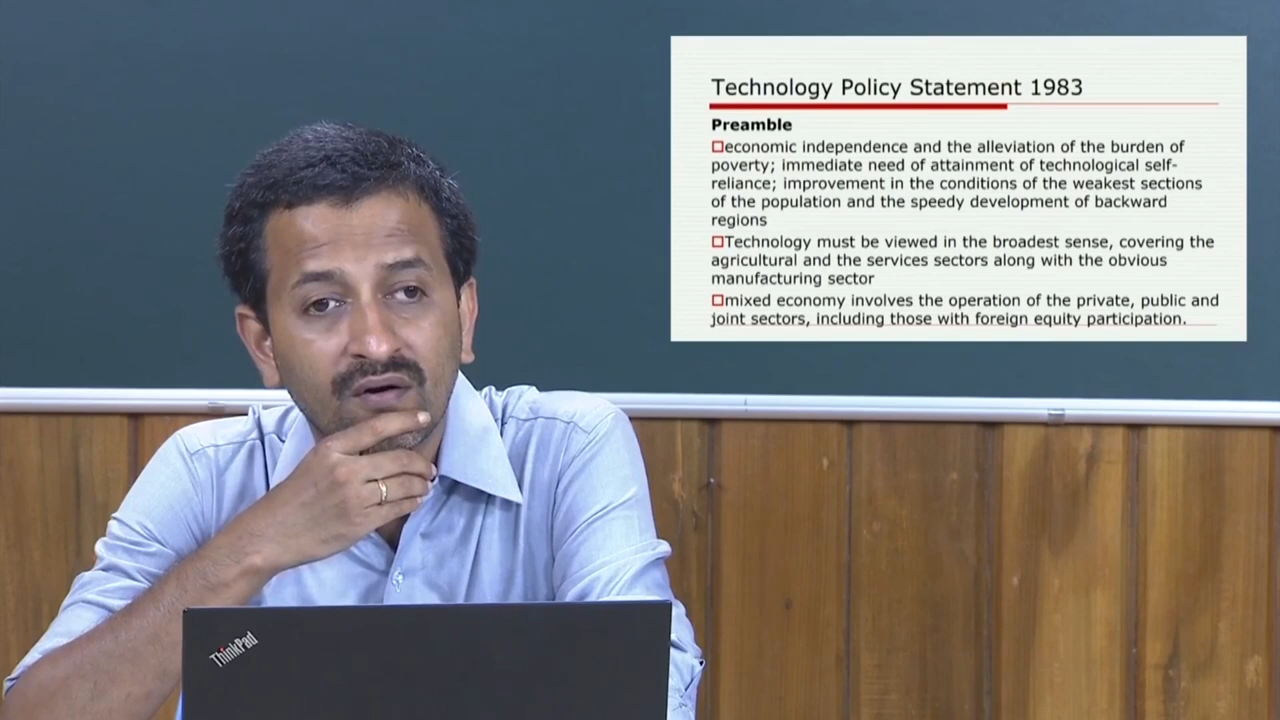 Technology Policy Statement 1983
Preamble
economic independence and the alleviation of the burden of
poverty; immediate need of attainment of technological self-
reliance; improvement in the conditions of the weakest sections
of the population and the speedy development of backward
regions
Technology must be viewed in the broadest sense, covering the
agricultural and the services sectors along with the obvious
manufacturing sector
mixed economy involves the operation of the private, public and
joint sectors, including those with foreign equity participation.
ThinkPad